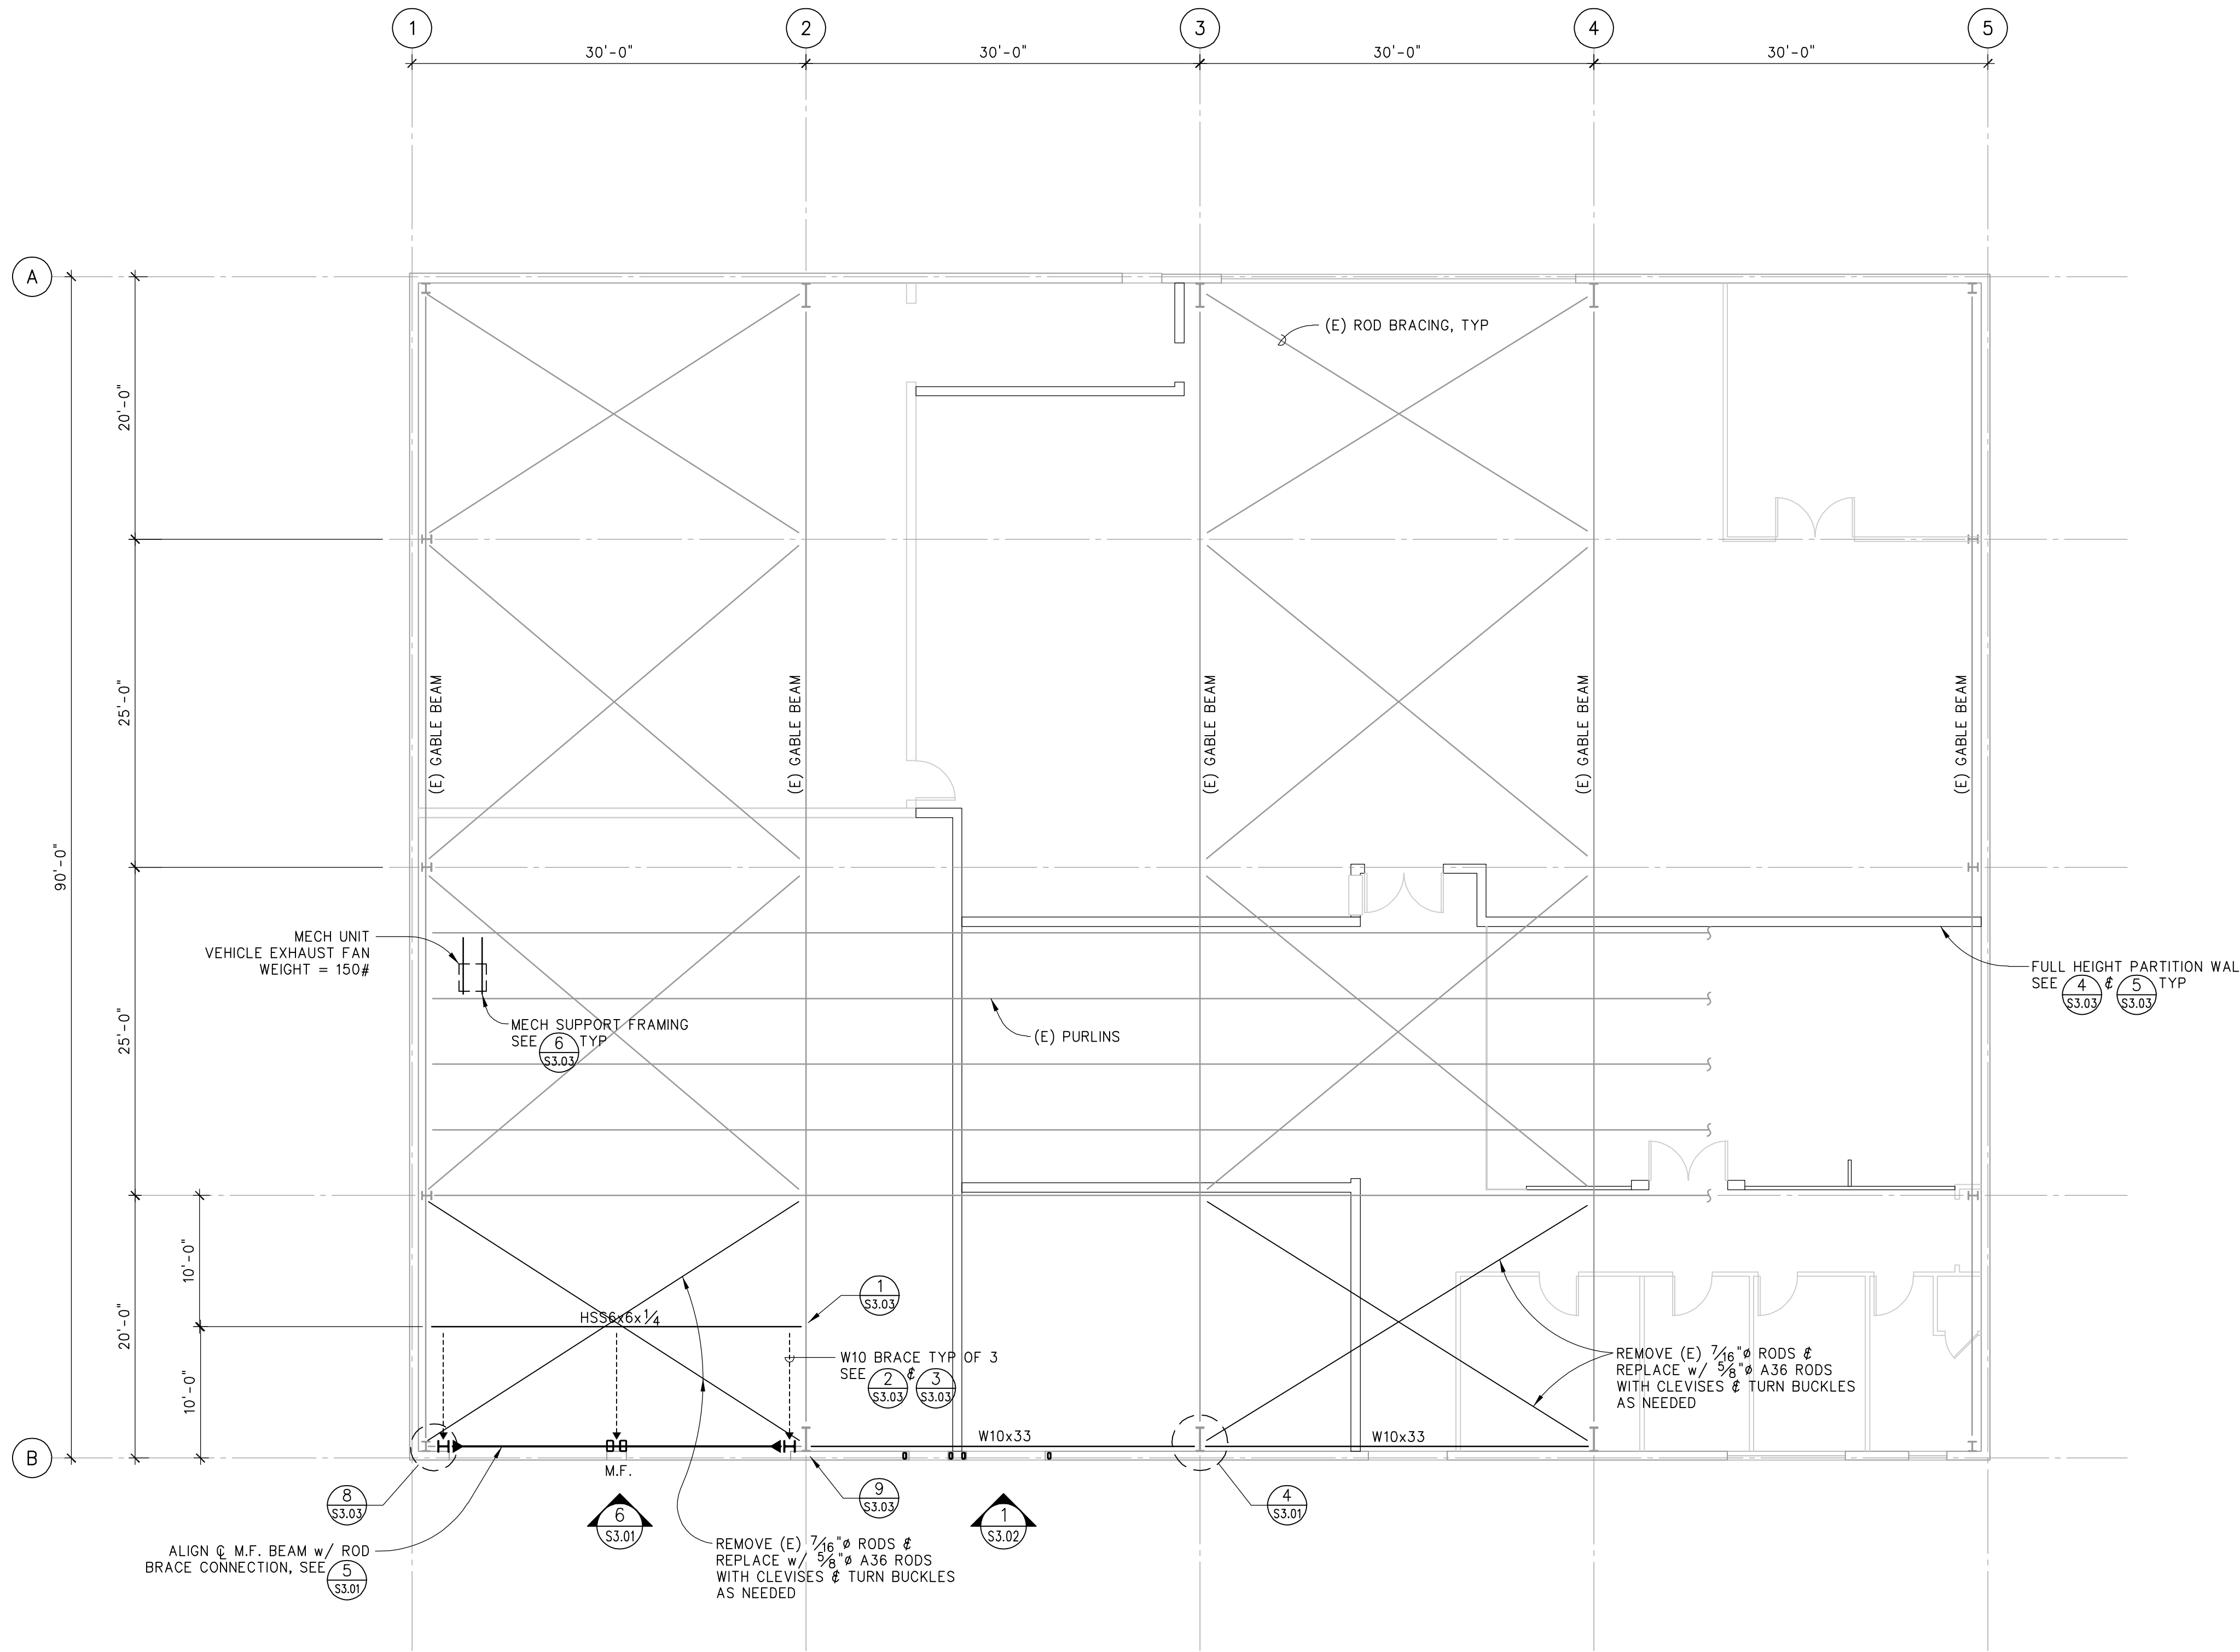 1
2
3
4
5
30'-0"
30'-0"
30'-0"
30'-0"
A
B
90'-0"
20'-0"
25'-0"
25'-0"
20'-0"
10'-0"
10'-0"
(E) ROD BRACING, TYP
(E) GABLE BEAM
(E) GABLE BEAM
(E) GABLE BEAM
(E) GABLE BEAM
(E) GABLE BEAM
MECH UNIT
VEHICLE EXHAUST FAN
WEIGHT = 150#
MECH SUPPORT FRAMING
SEE 6 TYP
S3.03
(E) PURLINS
FULL HEIGHT PARTITION WAL
SEE 4 & 5 TYP
S3.03 S3.03
HSS6x6x1/4
1
S3.03
W10 BRACE TYP OF 3
SEE 2 & 3
S3.03 S3.03
REMOVE (E) 7/16"ø RODS &
REPLACE w/ 5/8"ø A36 RODS
WITH CLEVISES & TURN BUCKLES
AS NEEDED
W10x33
W10x33
M.F.
8
S3.03
6
S3.01
9
S3.03
1
S3.02
4
S3.01
ALIGN ℄ M.F. BEAM w/ ROD
BRACE CONNECTION, SEE 5
S3.01
REMOVE (E) 7/16"ø RODS &
REPLACE w/ 5/8"ø A36 RODS
WITH CLEVISES & TURN BUCKLES
AS NEEDED